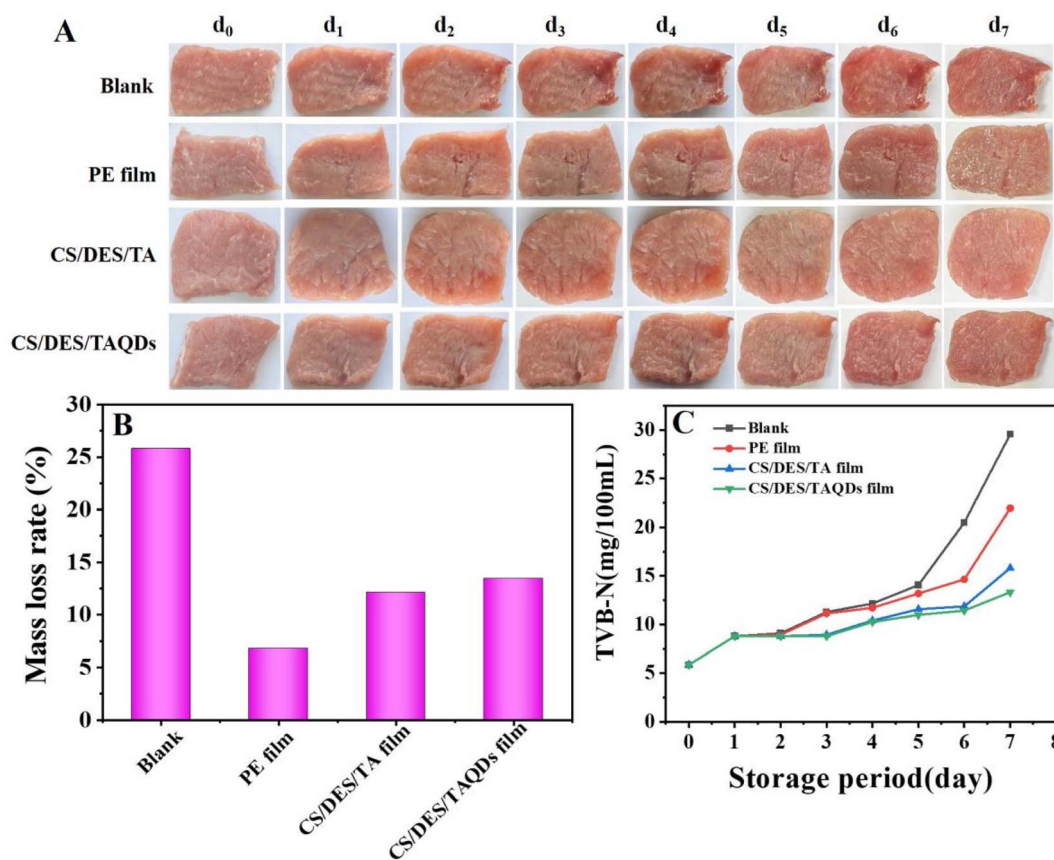 A
d₀ d₁ d₂ d₃ d₄ d₅ d₆ d₇
Blank
PE film
CS/DES/TA
CS/DES/TAQDs
B
Mass loss rate (%)
30
25
20
15
10
5
0
Blank
PE film
CS/DES/TA film
CS/DES/TAQDs film
C
TVB-N(mg/100mL)
30
25
20
15
10
5
0
Blank
PE film
CS/DES/TA film
CS/DES/TAQDs film
0 1 2 3 4 5 6 7 8
Storage period(day)